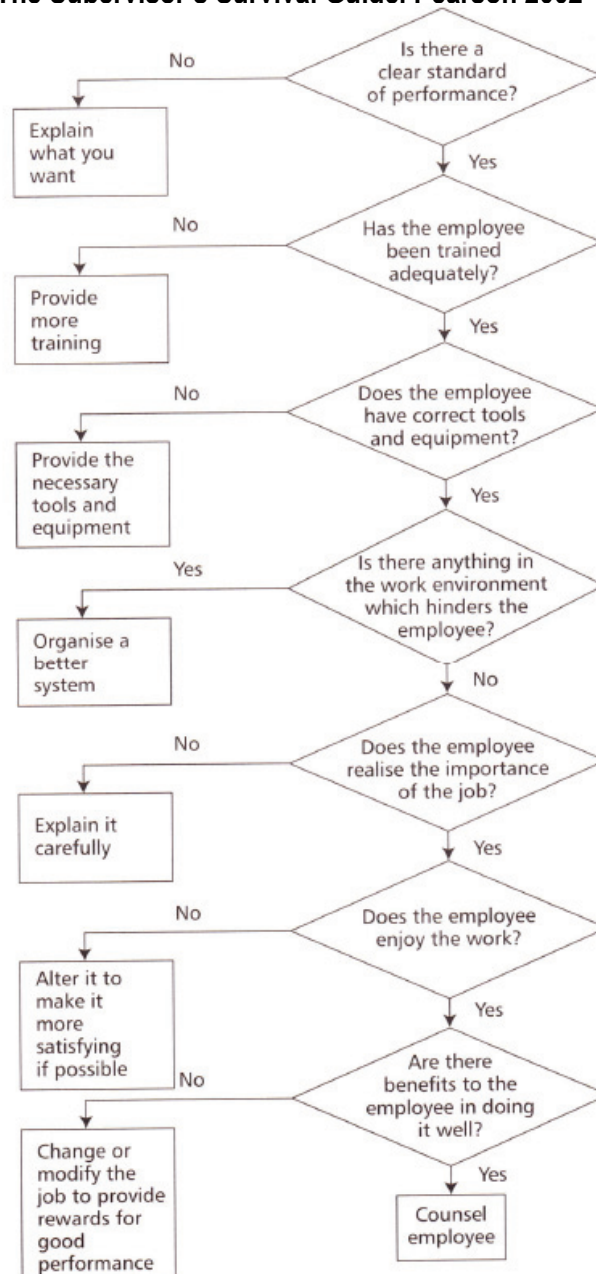 The Supervisor's Survival Guide. Pearson 2002
Is there a
clear standard
of performance?
No
Explain
what you
want
Yes
Has the employee
been trained
adequately?
No
Provide
more
training
Yes
Does the employee
have correct tools
and equipment?
No
Provide the
necessary
tools and
equipment
Yes
Is there anything in
the work environment
which hinders the
employee?
Yes
Organise a
better
system
No
Does the employee
realise the importance
of the job?
No
Explain it
carefully
Yes
Does the employee
enjoy the work?
No
Alter it to
make it
more
satisfying
if possible
Yes
Are there
benefits to the
employee in doing
it well?
No
Change or
modify the
job to provide
rewards for
good
performance
Yes
Counsel
employee